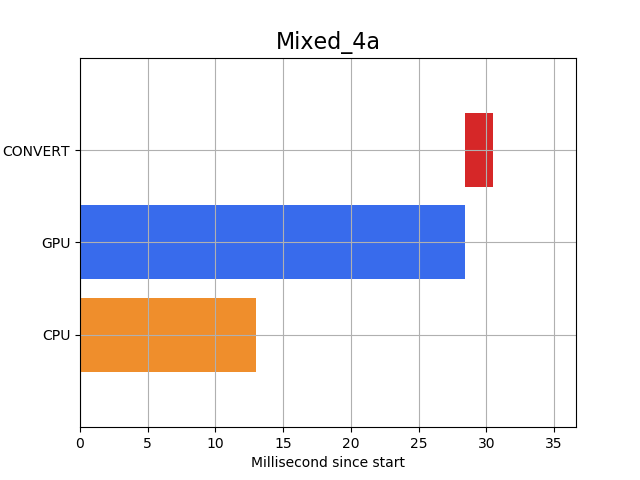 Mixed_4a
CONVERT
GPU
CPU
0 5 10 15 20 25 30 35
Millisecond since start